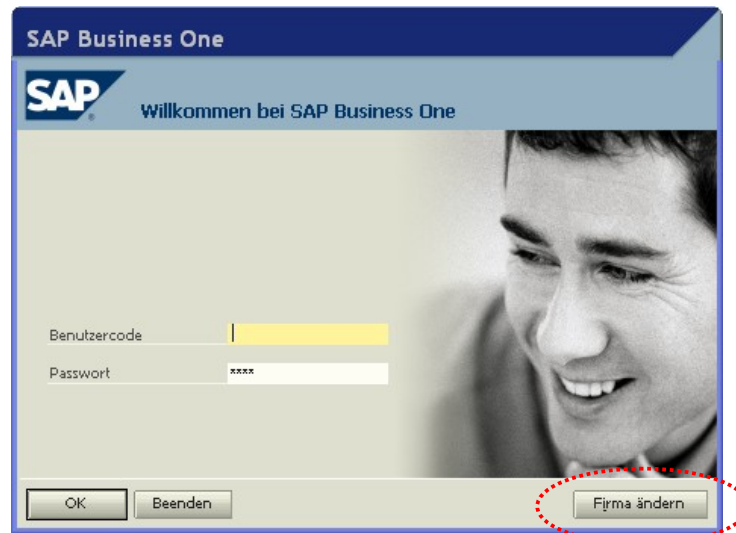 SAP Business One
SAP
Willkommen bei SAP Business One
Benutzercode
Passwort ****
OK Beenden Firma ändern